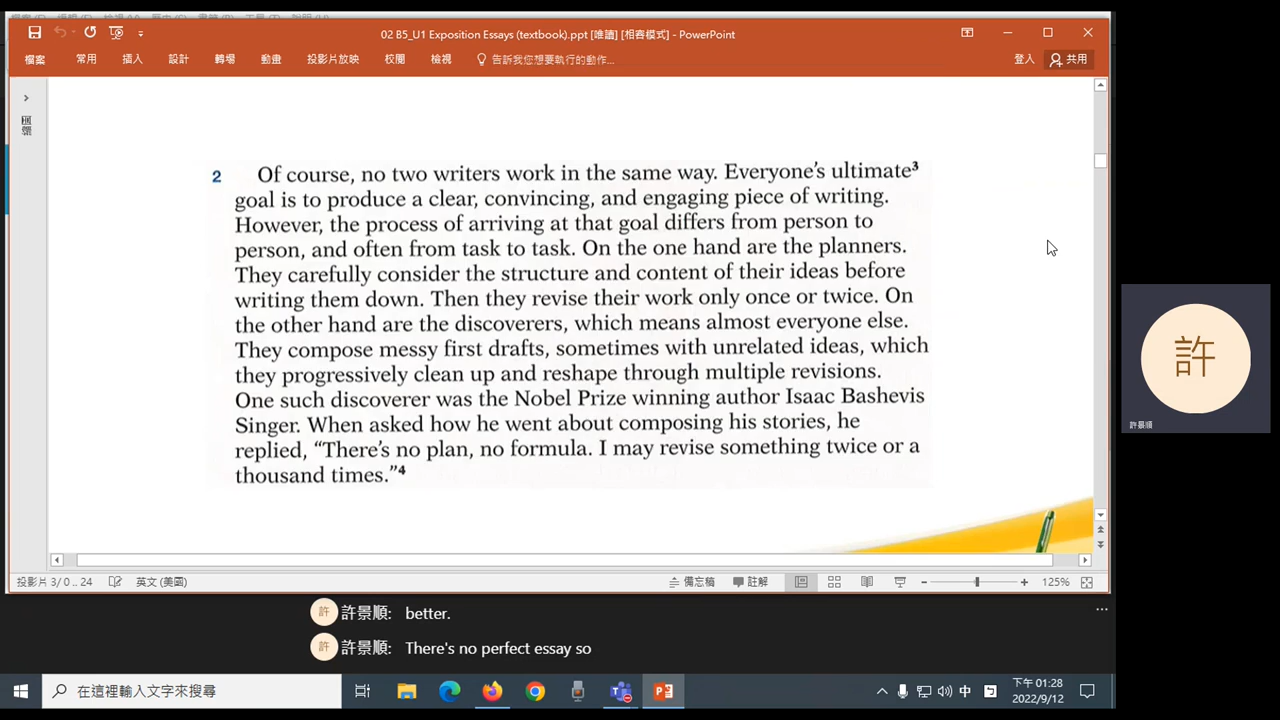 02 B5_U1 Exposition Essays (textbook).ppt [唯讀] [相容模式] - PowerPoint
檔案 常用 插入 設計 轉場 動畫 投影片放映 校閱 檢視 告訴我您想要執行的動作... 登入 共用
2 Of course, no two writers work in the same way. Everyone's ultimate³
goal is to produce a clear, convincing, and engaging piece of writing.
However, the process of arriving at that goal differs from person to
person, and often from task to task. On the one hand are the planners.
They carefully consider the structure and content of their ideas before
writing them down. Then they revise their work only once or twice. On
the other hand are the discoverers, which means almost everyone else.
They compose messy first drafts, sometimes with unrelated ideas, which
they progressively clean up and reshape through multiple revisions.
One such discoverer was the Nobel Prize winning author Isaac Bashevis
Singer. When asked how he went about composing his stories, he
replied, “There's no plan, no formula. I may revise something twice or a
thousand times.”⁴
許
許景順
投影片 3/0 .. 24 英文 (美國) 備忘稿 註解 125%
許 許景順: better.
許 許景順: There's no perfect essay so
在這裡輸入文字來搜尋
中 下午 01:28
2022/9/12